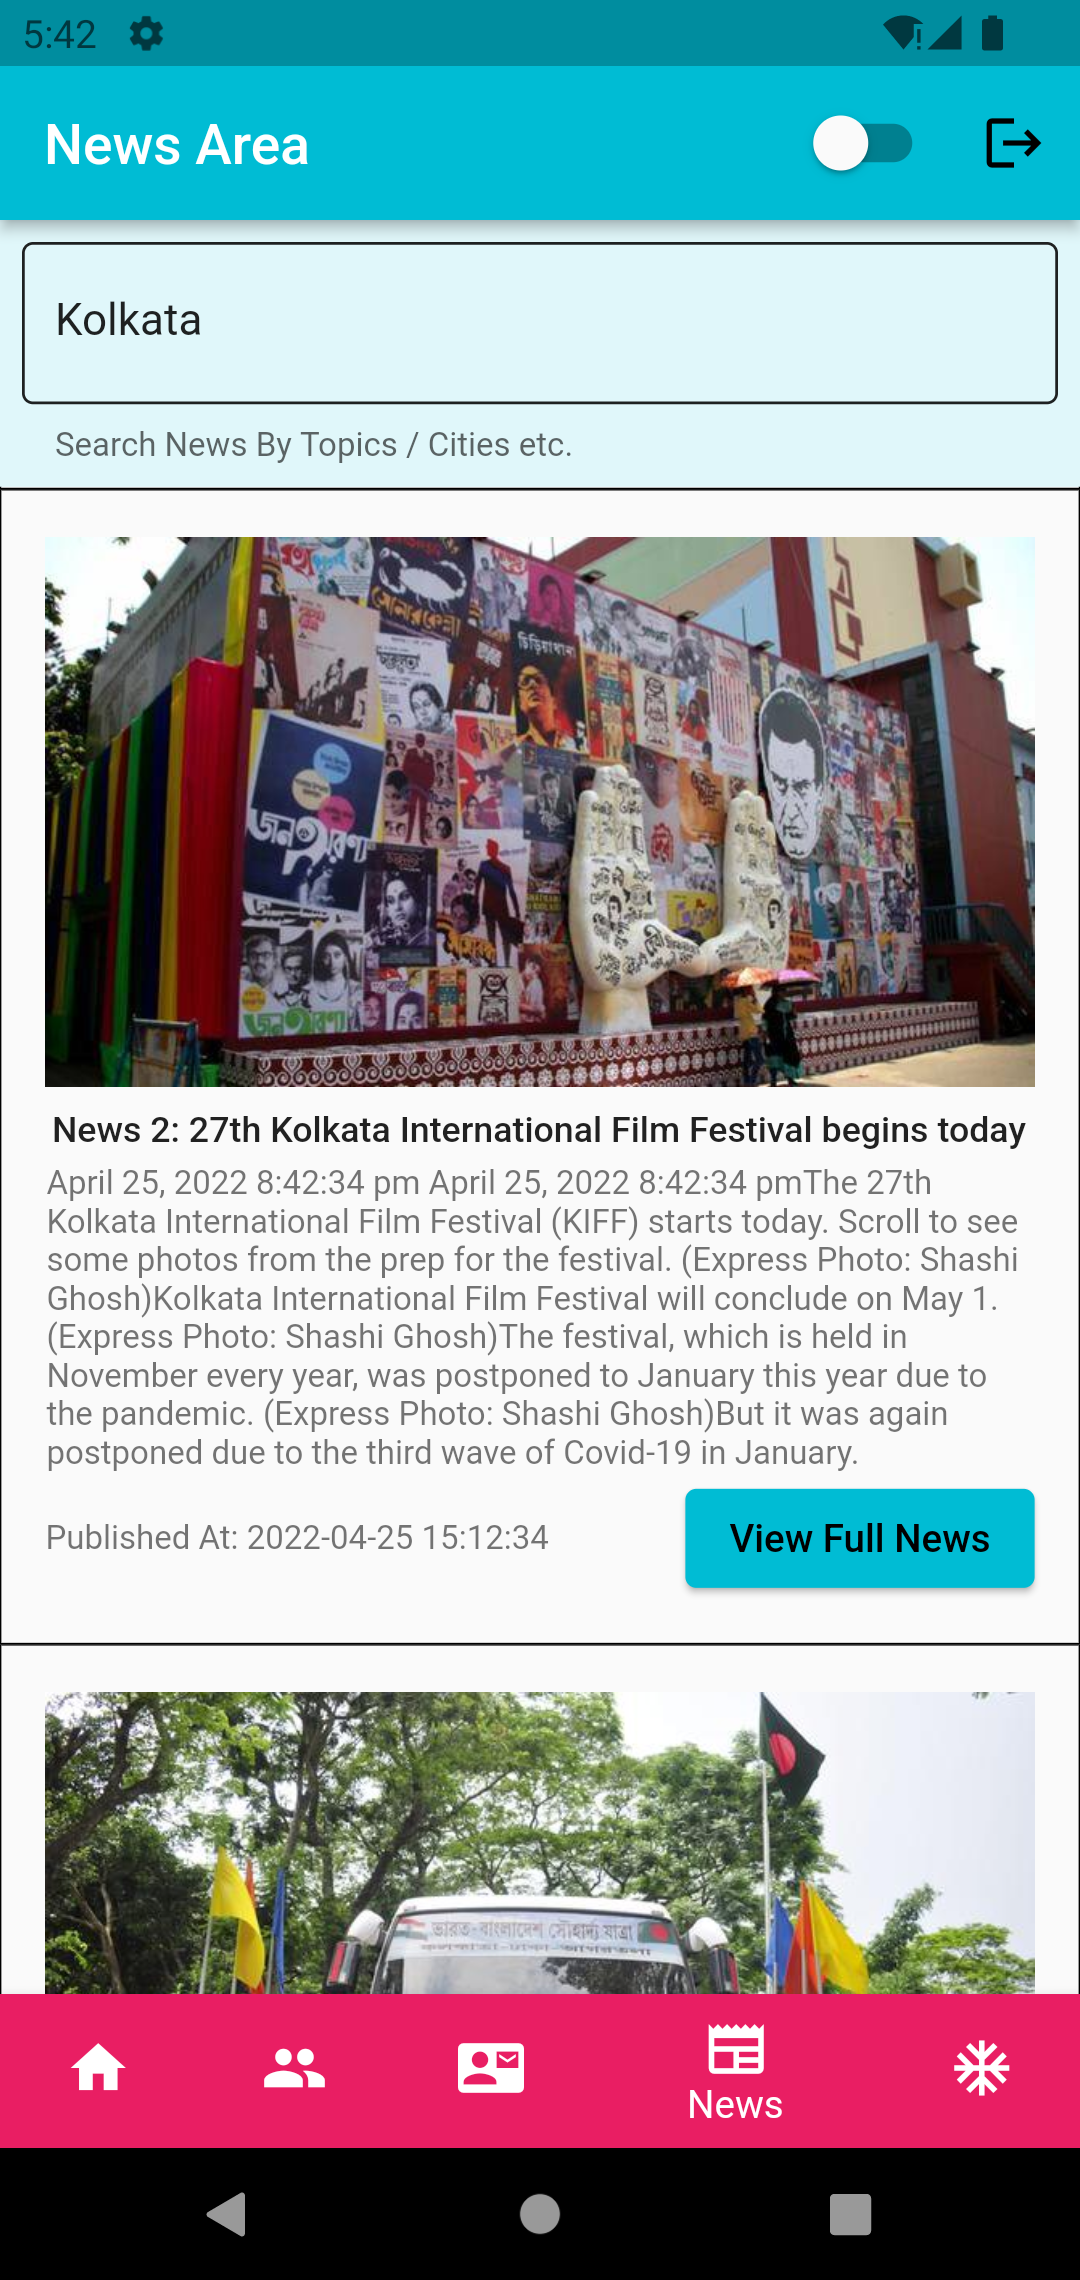 5:42
News Area
Kolkata
Search News By Topics / Cities etc.
চিড়িয়াখানা
জন অরণ্য
News 2: 27th Kolkata International Film Festival begins today
April 25, 2022 8:42:34 pm April 25, 2022 8:42:34 pmThe 27th
Kolkata International Film Festival (KIFF) starts today. Scroll to see
some photos from the prep for the festival. (Express Photo: Shashi
Ghosh)Kolkata International Film Festival will conclude on May 1.
(Express Photo: Shashi Ghosh)The festival, which is held in
November every year, was postponed to January this year due to
the pandemic. (Express Photo: Shashi Ghosh)But it was again
postponed due to the third wave of Covid-19 in January.
Published At: 2022-04-25 15:12:34
View Full News
ভারত-বাংলাদেশ সৌহার্দ্য যাত্রা
News